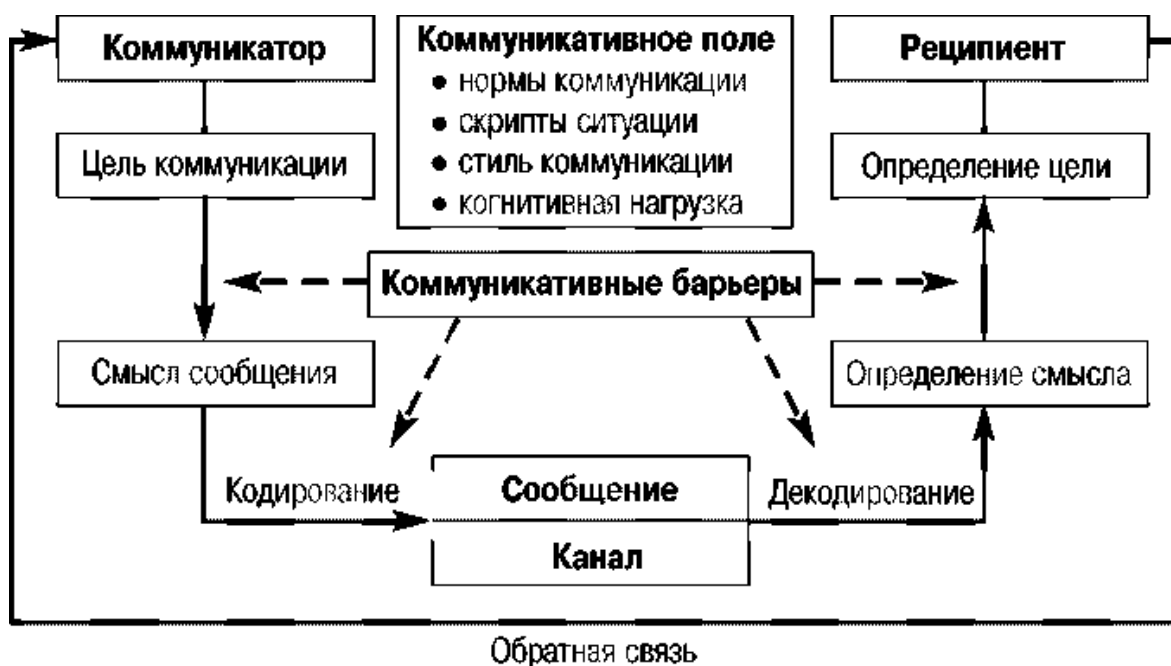 Коммуникатор
Коммуникативное поле
• нормы коммуникации
• скрипты ситуации
• стиль коммуникации
• когнитивная нагрузка
Реципиент
Цель коммуникации
Определение цели
Коммуникативные барьеры
Смысл сообщения
Определение смысла
Кодирование
Сообщение
Канал
Декодирование
Обратная связь